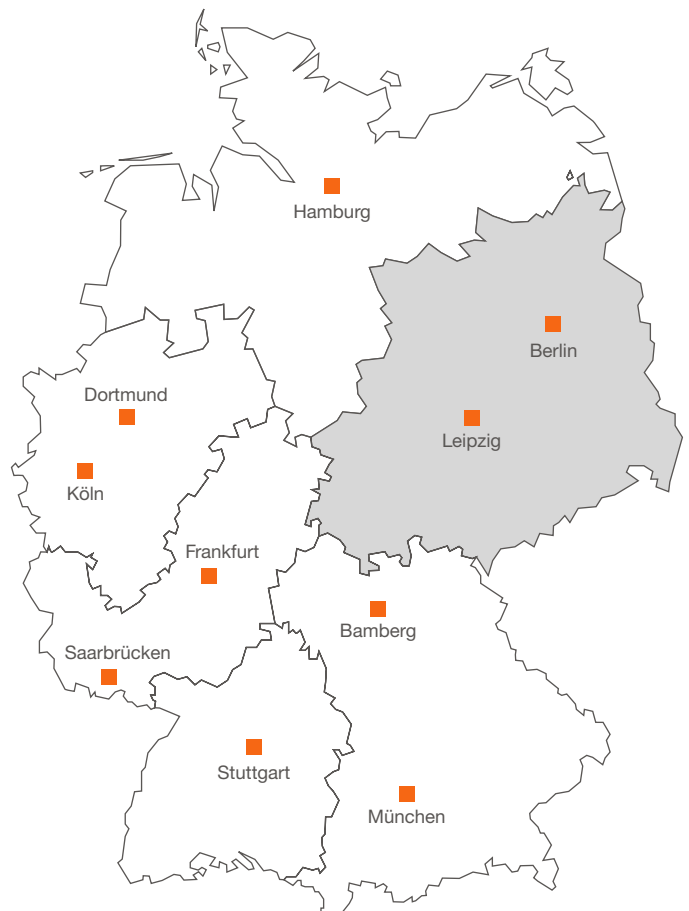 Hamburg
Berlin
Dortmund
Leipzig
Köln
Frankfurt
Bamberg
Saarbrücken
Stuttgart
München